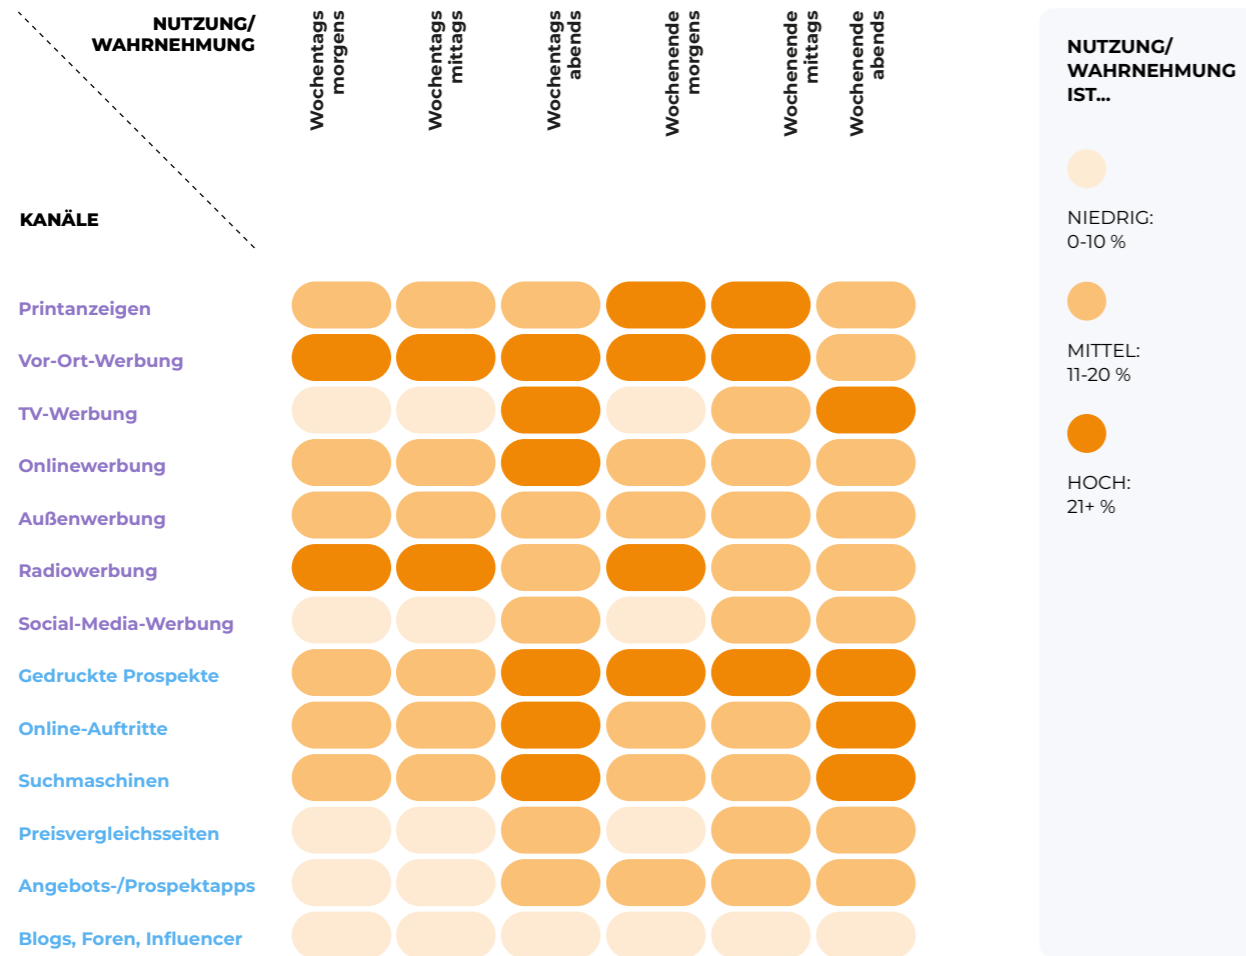 NUTZUNG/
WAHRNEHMUNG
KANÄLE
Wochentags
morgens
Wochentags
mittags
Wochentags
abends
Wochenende
morgens
Wochenende
mittags
Wochenende
abends
Printanzeigen
Vor-Ort-Werbung
TV-Werbung
Onlinewerbung
Außenwerbung
Radiowerbung
Social-Media-Werbung
Gedruckte Prospekte
Online-Auftritte
Suchmaschinen
Preisvergleichsseiten
Angebots-/Prospektapps
Blogs, Foren, Influencer
NUTZUNG/
WAHRNEHMUNG
IST...
NIEDRIG:
0-10 %
MITTEL:
11-20 %
HOCH:
21+ %